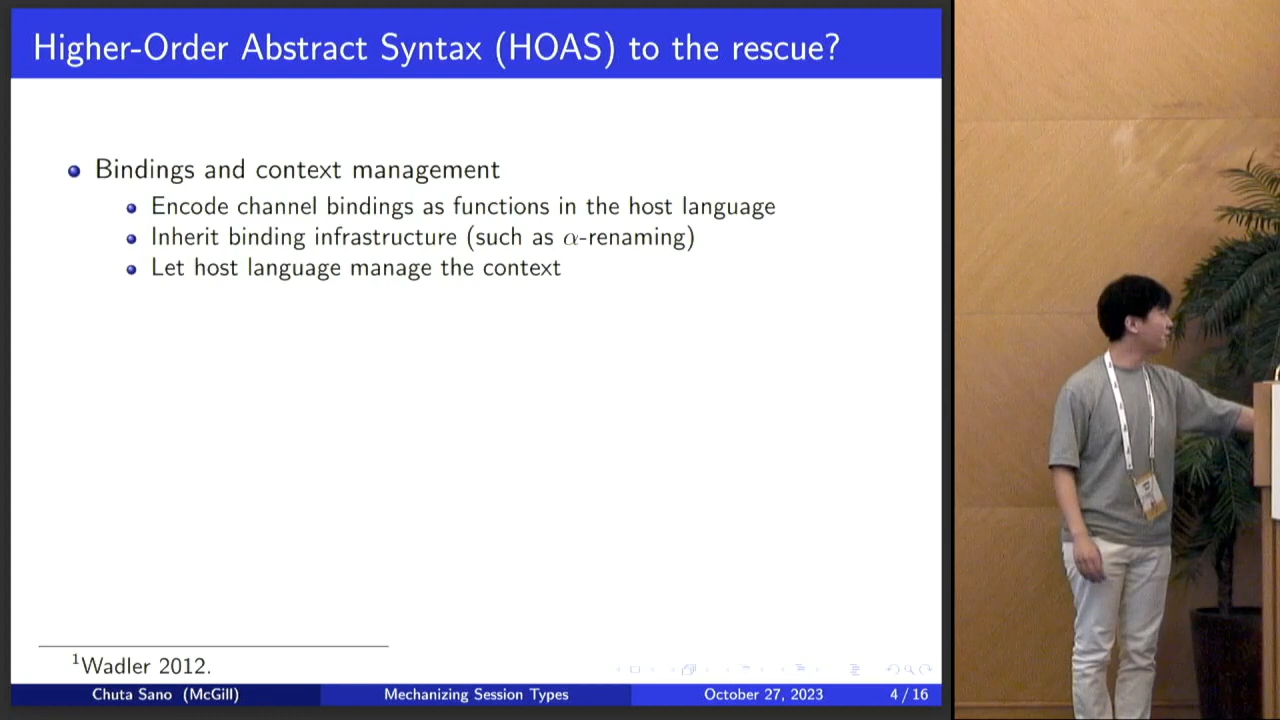 Higher-Order Abstract Syntax (HOAS) to the rescue?
Bindings and context management
Encode channel bindings as functions in the host language
Inherit binding infrastructure (such as α-renaming)
Let host language manage the context
¹Wadler 2012.
Chuta Sano (McGill) Mechanizing Session Types October 27, 2023 4 / 16